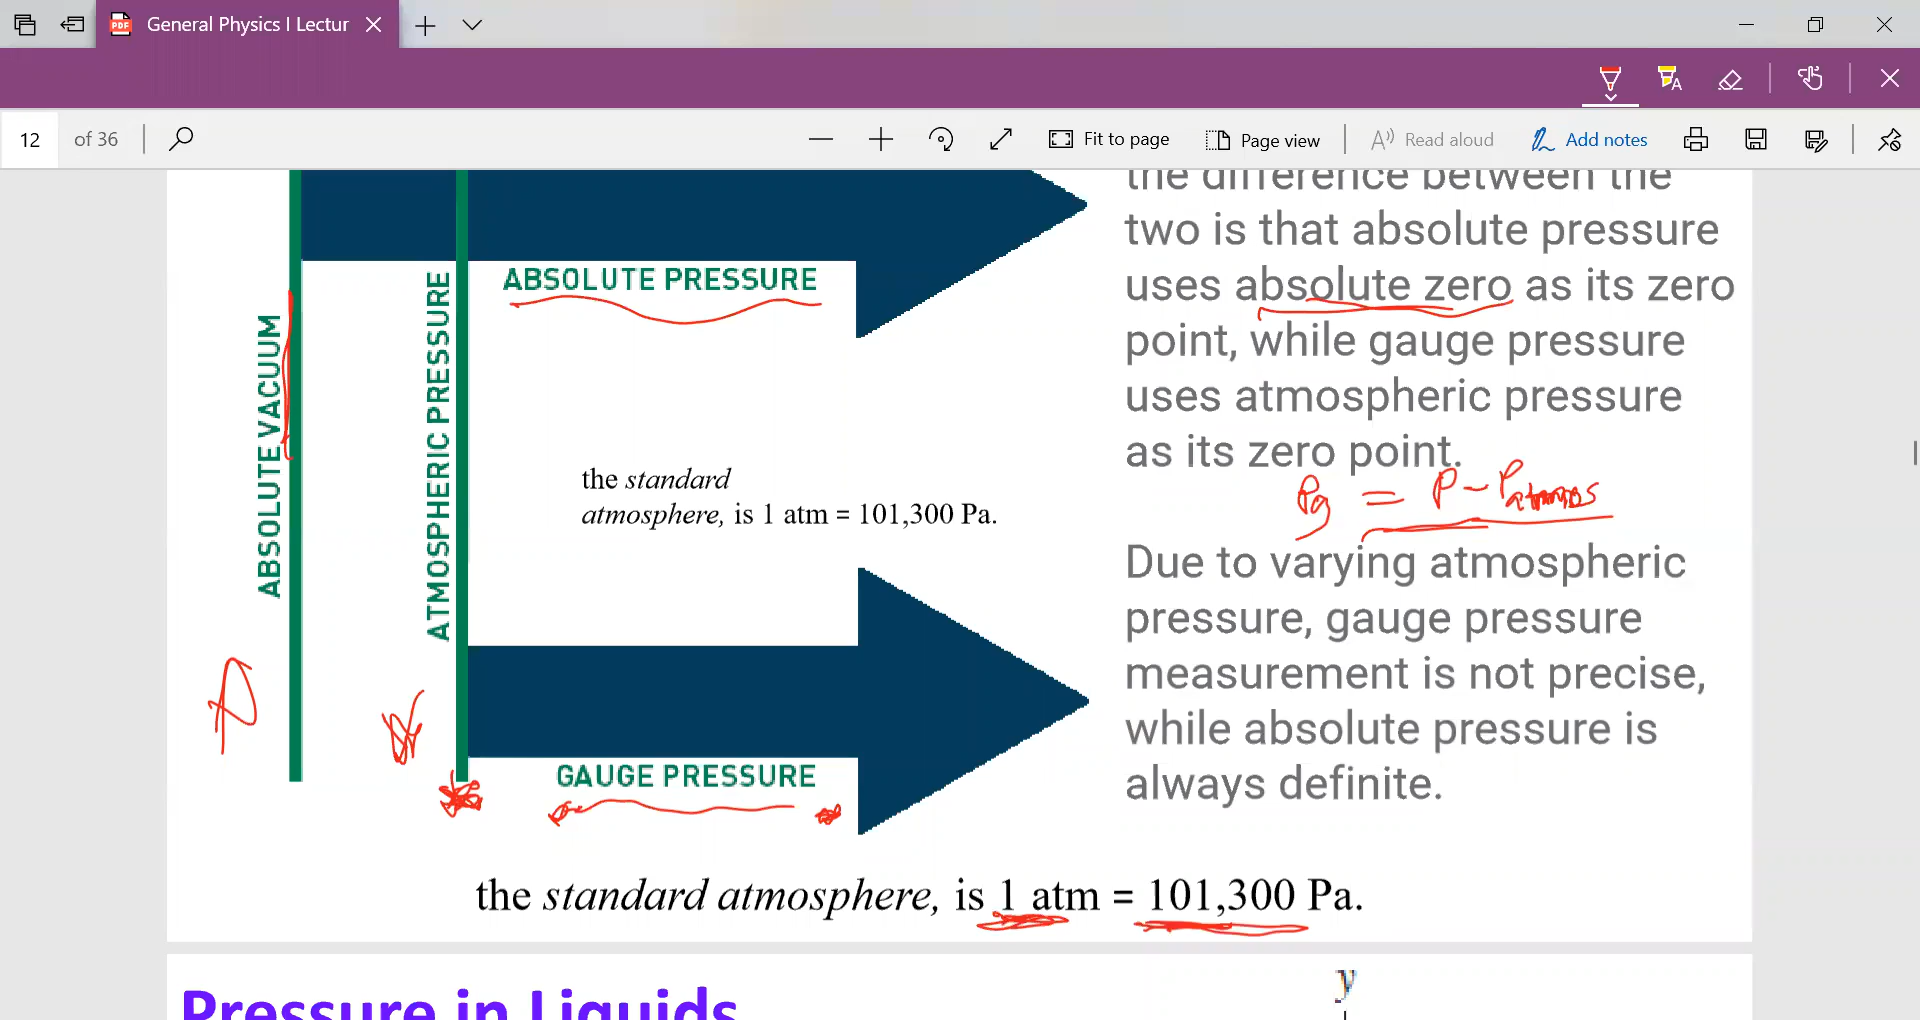 General Physics I Lectur
12 of 36
Fit to page
Page view
Read aloud
Add notes
the difference between the
two is that absolute pressure
uses absolute zero as its zero
point, while gauge pressure
uses atmospheric pressure
as its zero point.
Pg = P - Patmos
Due to varying atmospheric
pressure, gauge pressure
measurement is not precise,
while absolute pressure is
always definite.
ABSOLUTE PRESSURE
ABSOLUTE VACUUM
ATMOSPHERIC PRESSURE
the standard
atmosphere, is 1 atm = 101,300 Pa.
GAUGE PRESSURE
the standard atmosphere, is 1 atm = 101,300 Pa.
Pressure in Liquids
y